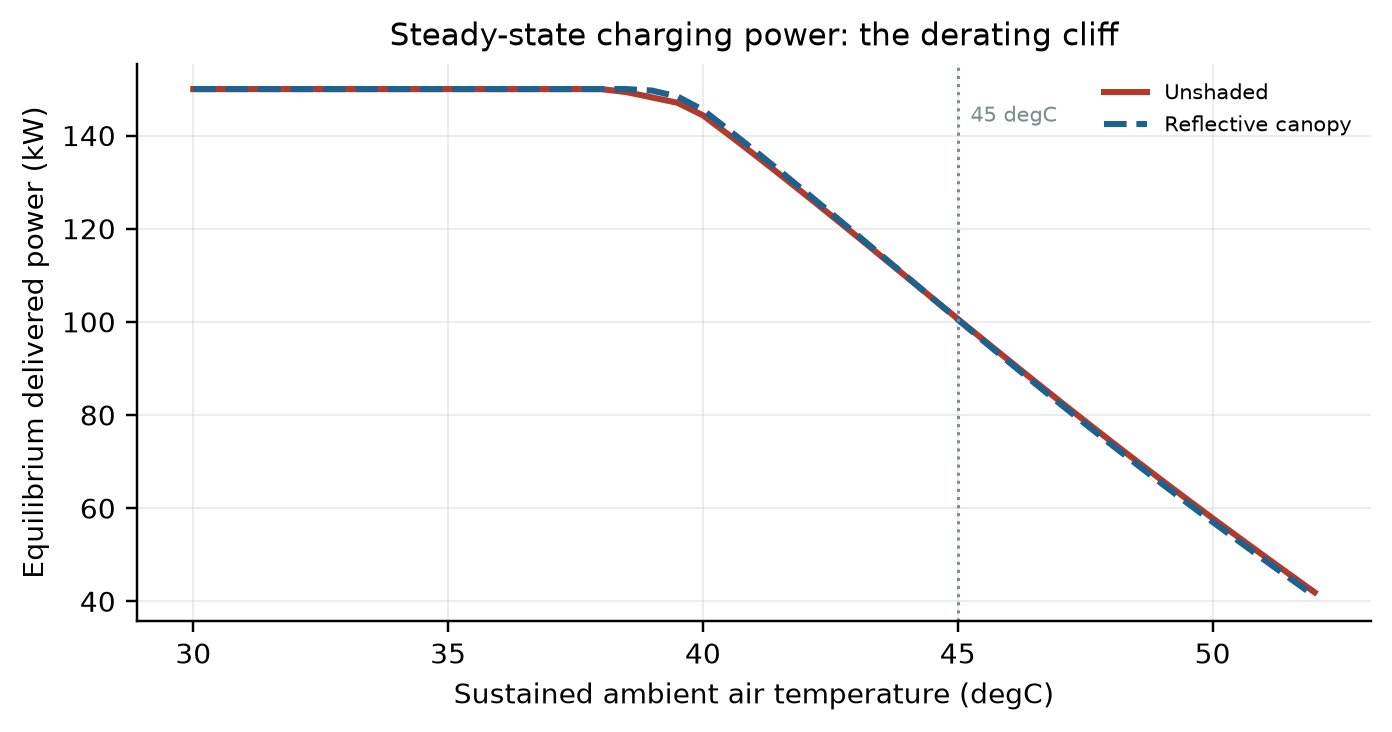 Steady-state charging power: the derating cliff
Equilibrium delivered power (kW)
140
120
100
80
60
40
45 degC
Unshaded
Reflective canopy
30
35
40
45
50
Sustained ambient air temperature (degC)